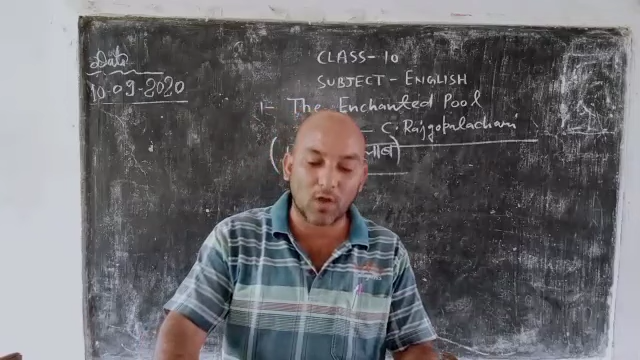 Date
10-09-2020
CLASS-10
SUBJECT - ENGLISH
1- The Enchanted Pool
- C. Rajgopalachari